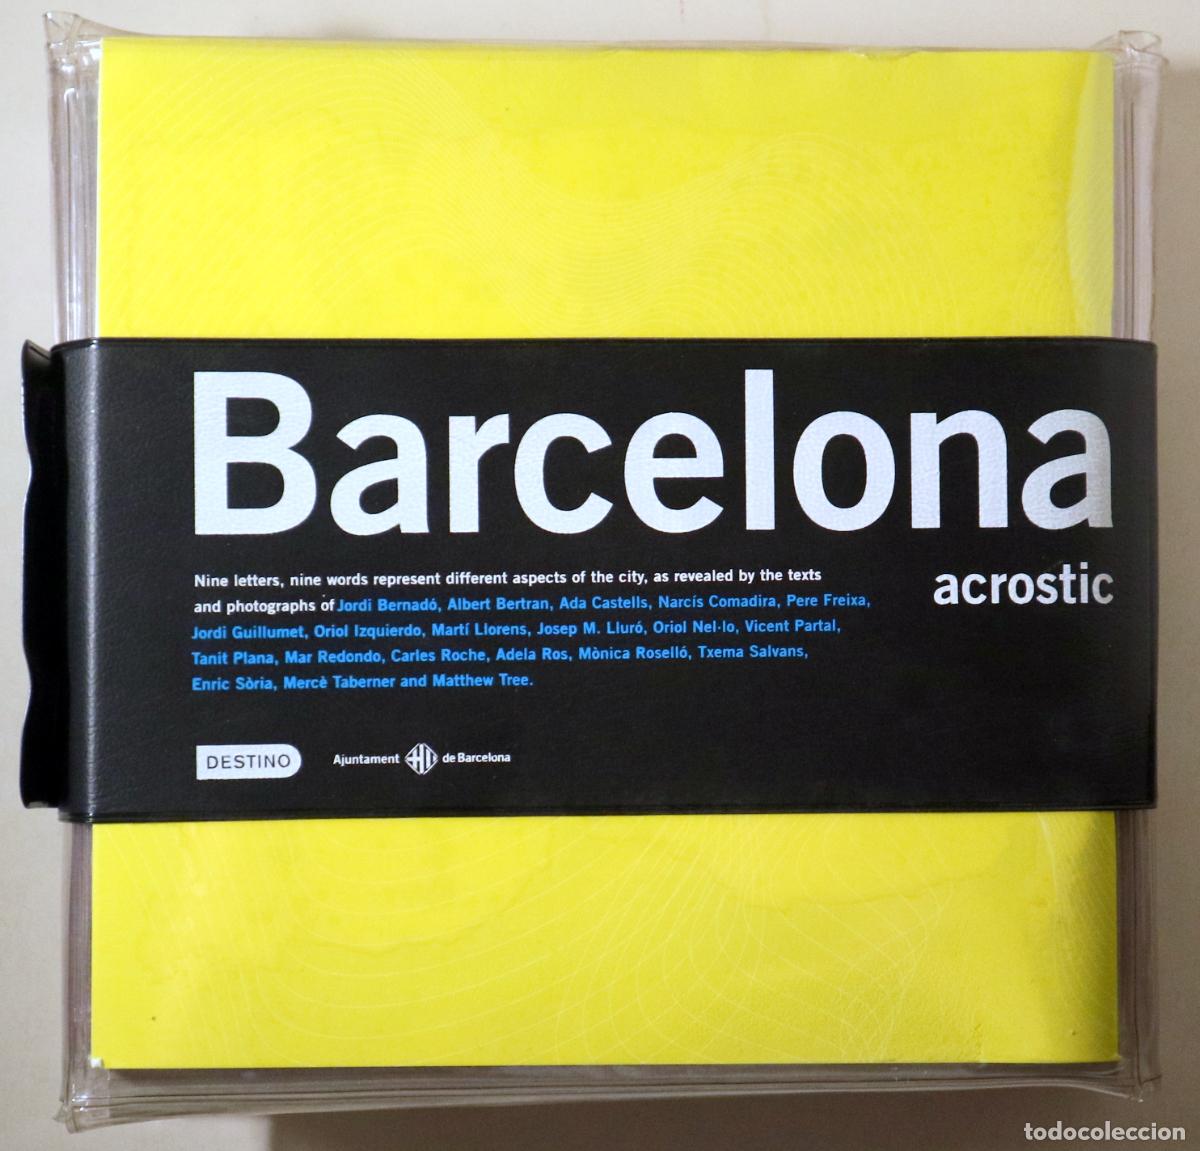 Barcelona
acrostic
Nine letters, nine words represent different aspects of the city, as revealed by the texts
and photographs of Jordi Bernadó, Albert Bertran, Ada Castells, Narcís Comadira, Pere Freixa,
Jordi Guillumet, Oriol Izquierdo, Martí Llorens, Josep M. Lluró, Oriol Nel·lo, Vicent Partal,
Tanit Plana, Mar Redondo, Carles Roche, Adela Ros, Mònica Roselló, Txema Salvans,
Enric Sòria, Mercè Taberner and Matthew Tree.
DESTINO
Ajuntament de Barcelona
todocoleccion